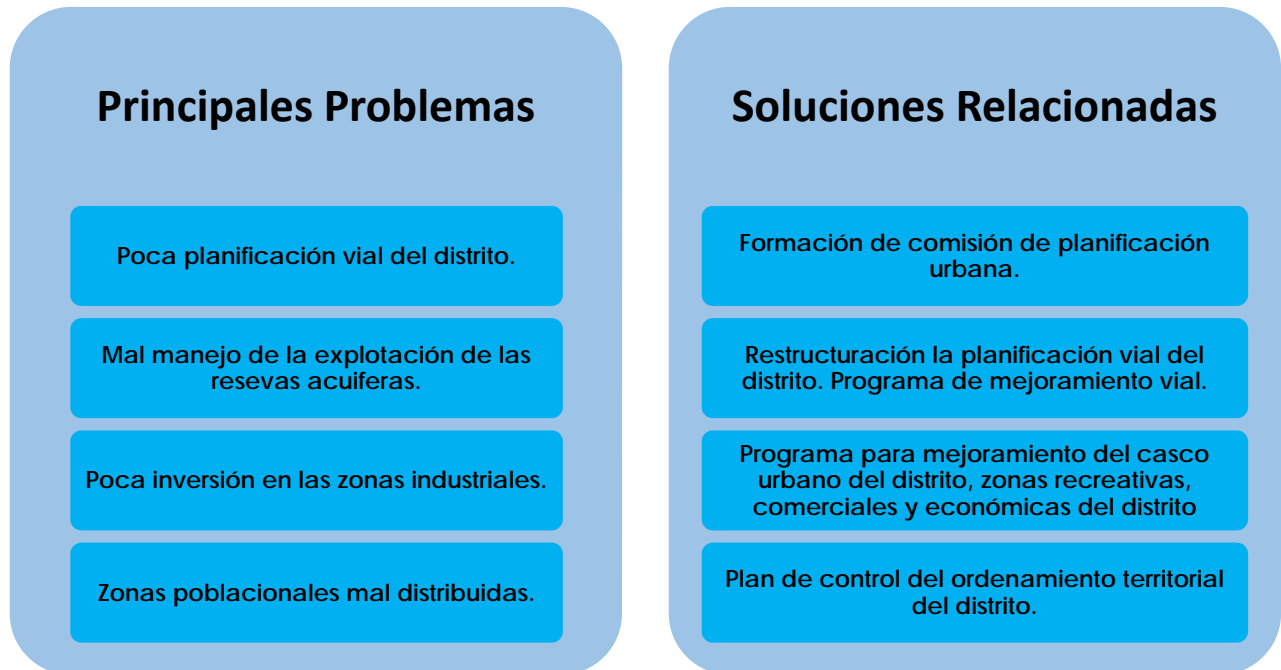 Principales Problemas
Poca planificación vial del distrito.
Mal manejo de la explotación de las
resevas acuiferas.
Poca inversión en las zonas industriales.
Zonas poblacionales mal distribuidas.
Soluciones Relacionadas
Formación de comisión de planificación
urbana.
Restructuración la planificación vial del
distrito. Programa de mejoramiento vial.
Programa para mejoramiento del casco
urbano del distrito, zonas recreativas,
comerciales y económicas del distrito
Plan de control del ordenamiento territorial
del distrito.